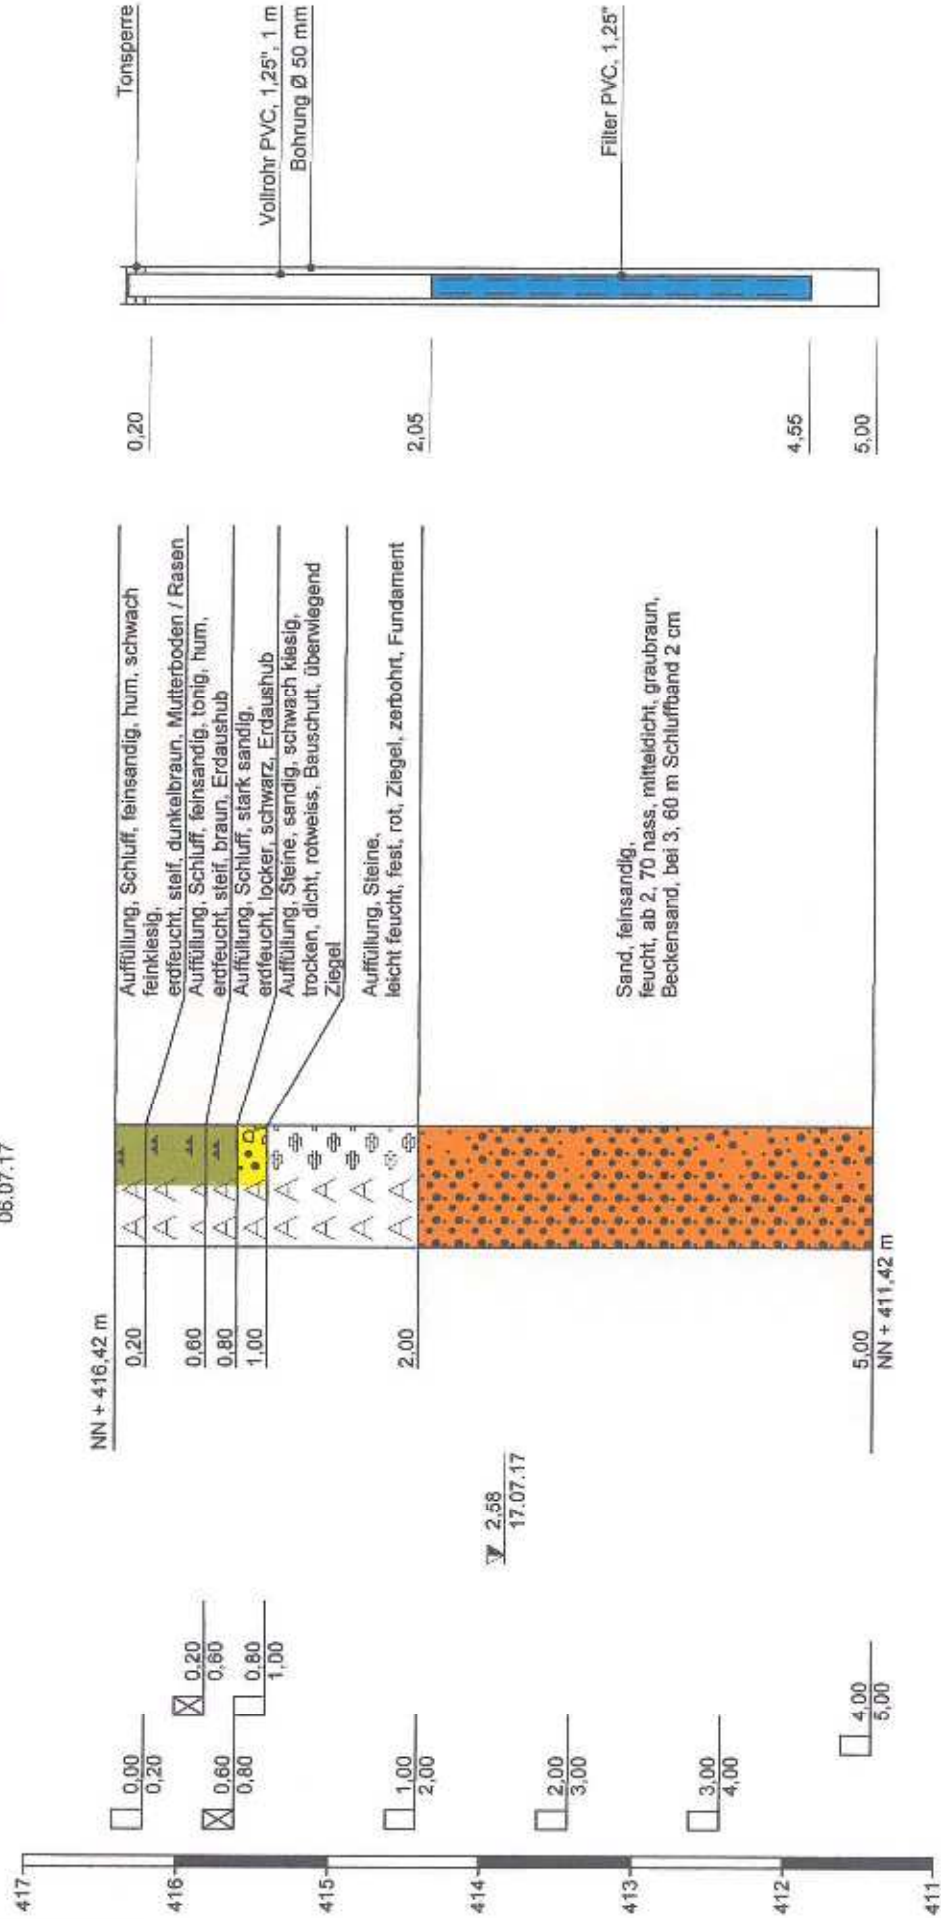 06.07.17
417
416
415
414
413
412
411
0,00
0,20
0,20
0,60
0,60
0,80
0,80
1,00
1,00
2,00
2,00
3,00
3,00
4,00
4,00
5,00
2,58
17.07.17
NN + 416,42 m
0,20
0,60
0,80
1,00
2,00
5,00
NN + 411,42 m
A A
A A
A A
A A
A A
A A
A A
A A
A A
Auffüllung, Schluff, feinsandig, hum, schwach
feinkiesig,
erdfeucht, steif, dunkelbraun, Mutterboden / Rasen
Auffüllung, Schluff, feinsandig, tonig, hum,
erdfeucht, steif, braun, Erdaushub
Auffüllung, Schluff, stark sandig,
erdfeucht, locker, schwarz, Erdaushub
Auffüllung, Steine, sandig, schwach kiesig,
trocken, dicht, rotweiss, Bauschutt, überwiegend
Ziegel
Auffüllung, Steine,
leicht feucht, fest, rot, Ziegel, zerbohrt, Fundament
Sand, feinsandig,
feucht, ab 2, 70 nass, mitteldicht, graubraun,
Beckensand, bei 3, 60 m Schluffband 2 cm
0,20
2,05
4,55
5,00
Tonsperre
Vollrohr PVC, 1,25", 1 m
Bohrung Ø 50 mm
Filter PVC, 1,25"